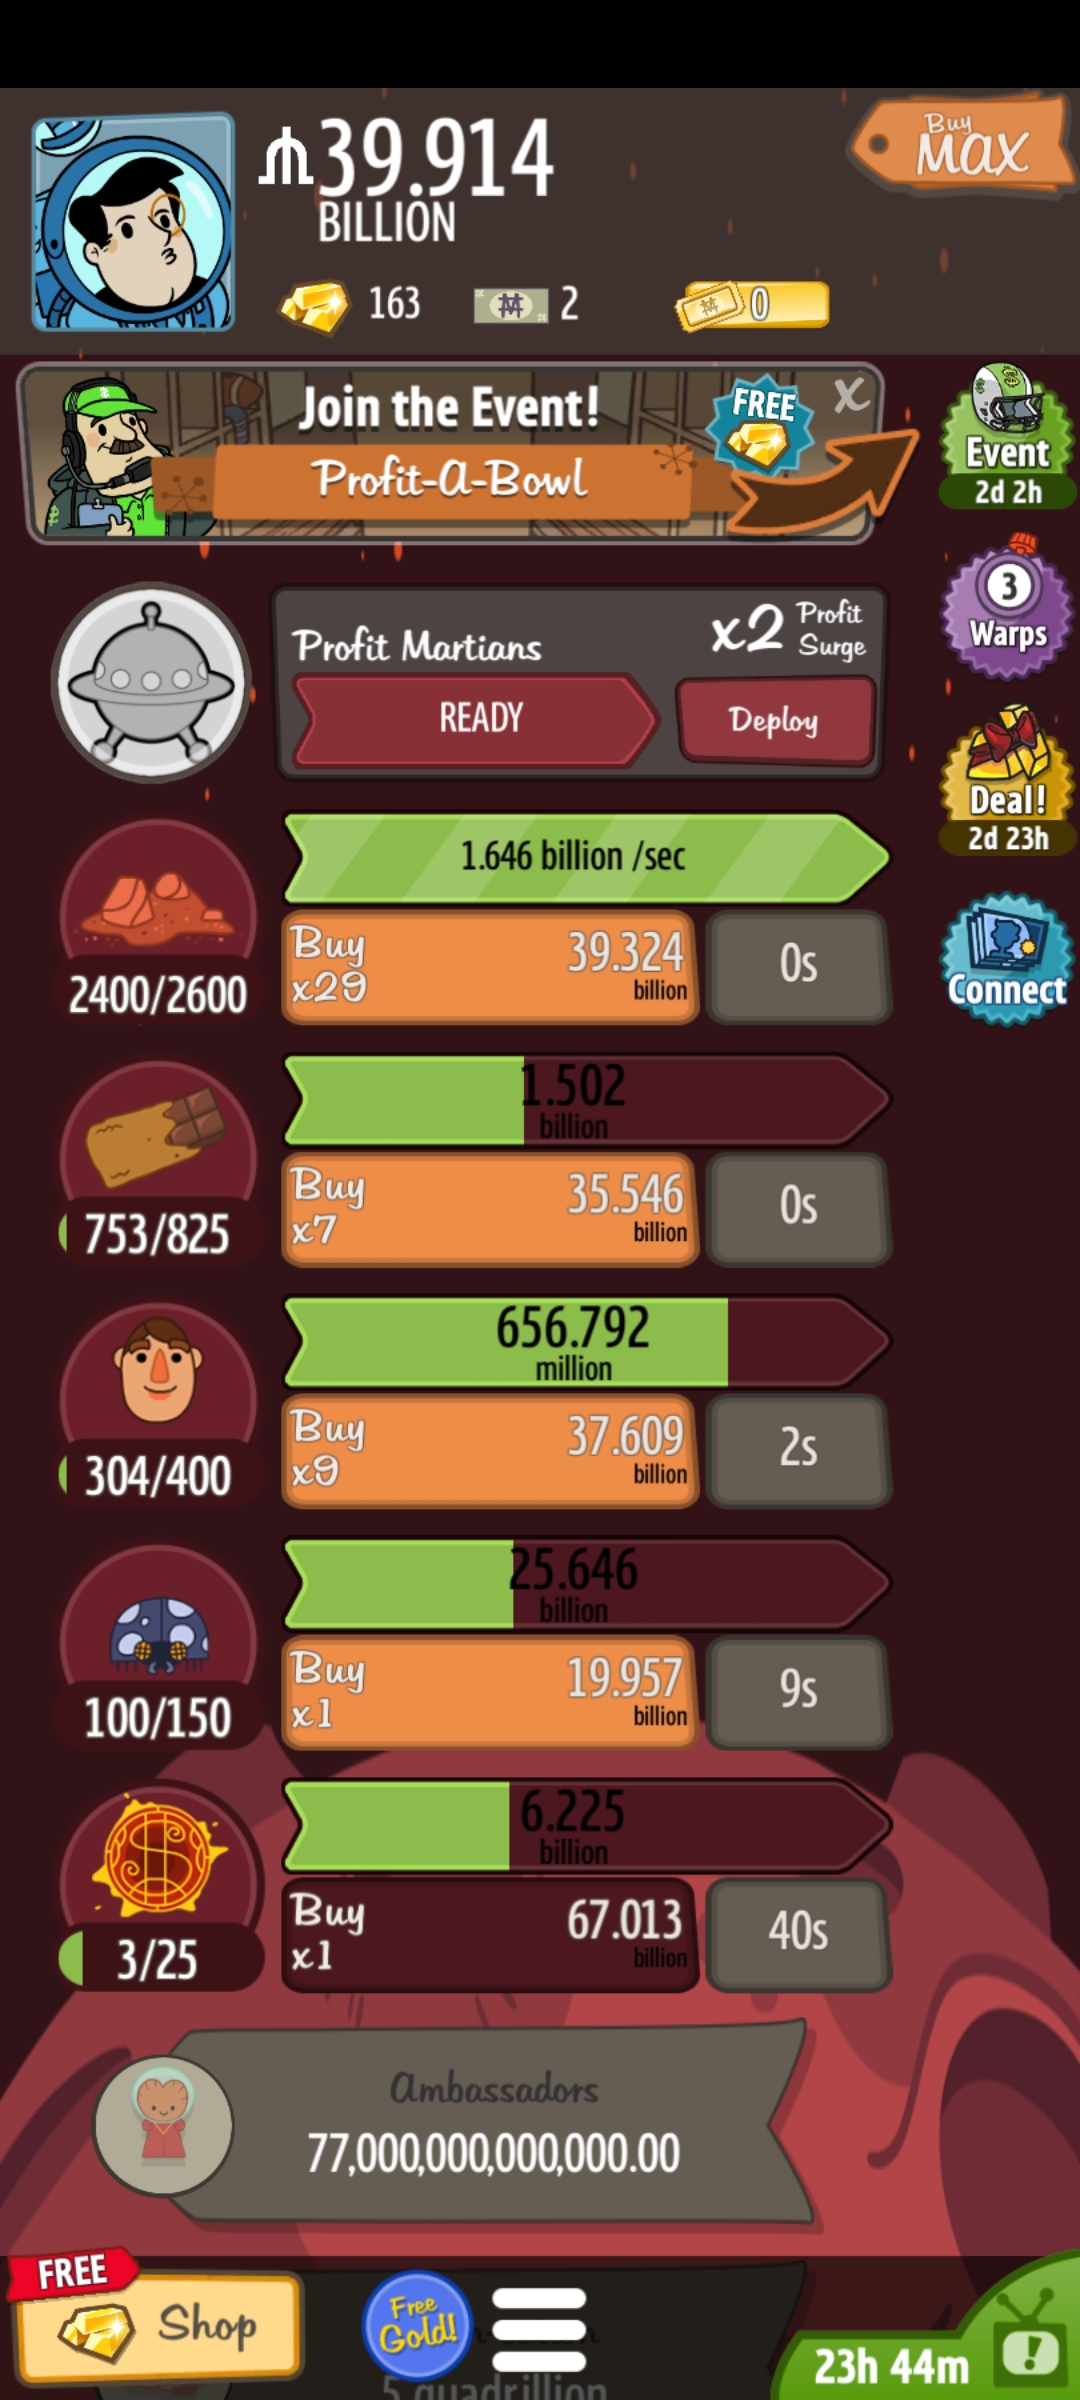 39.914
BILLION
Buy
MAX
163
2
0
Join the Event!
FREE
X
Profit-A-Bowl
Event
2d 2h
3
Warps
Profit Martians
x2 Profit
Surge
READY
Deploy
Deal!
2d 23h
1.646 billion /sec
Buy
x29
39.324
billion
0s
2400/2600
Connect
1.502
billion
Buy
x7
35.546
billion
0s
753/825
656.792
million
Buy
x9
37.609
billion
2s
304/400
25.646
billion
Buy
x1
19.957
billion
9s
100/150
6.225
billion
Buy
x1
67.013
billion
40s
3/25
Ambassadors
77,000,000,000,000.00
FREE
Shop
Free
Gold!
23h 44m
5 quadrillion